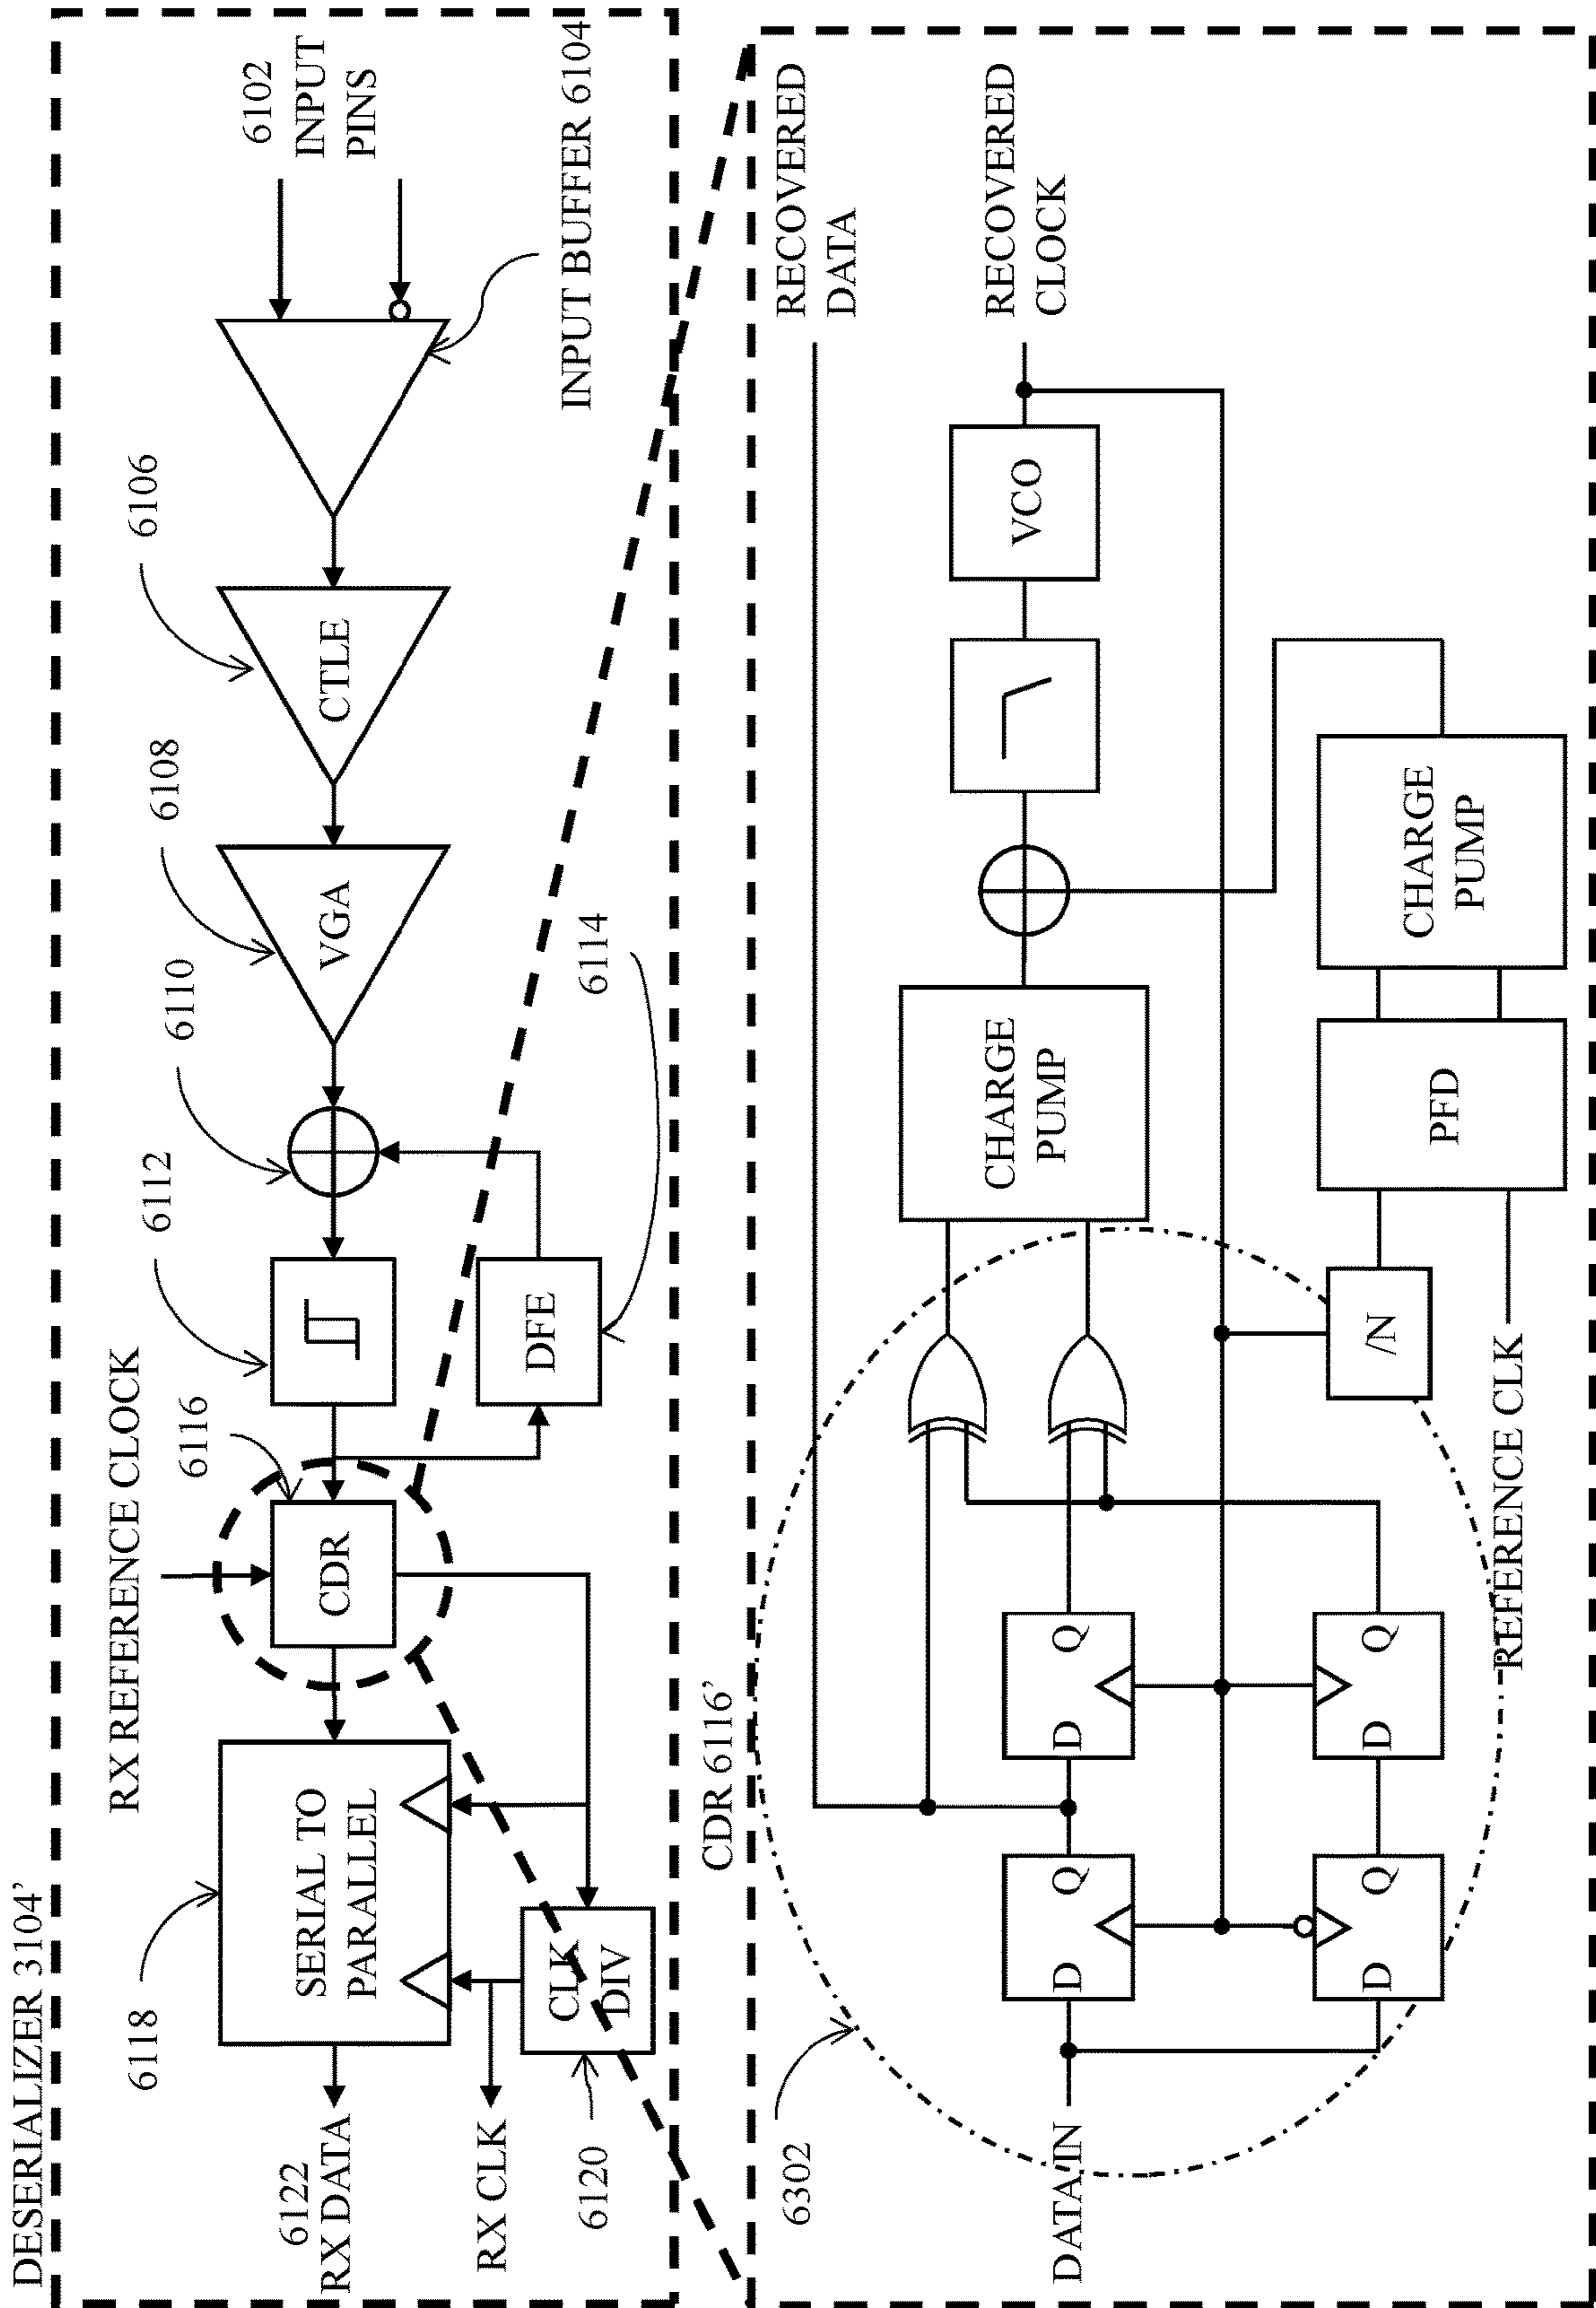 DESERIALIZER 3104'
RX REFERENCE CLOCK
6118
6112
6110
6108
6106
6102
INPUT
PINS
6116
6122
RX DATA
SERIAL TO
PARALLEL
CDR
VGA
CTLE
RX CLK
CLK
DIV
DFE
6120
6114
INPUT BUFFER 6104
CDR 6116'
6302
RECOVERED
DATA
RECOVERED
CLOCK
CHARGE
PUMP
VCO
DATA IN
D
Q
D
Q
D
Q
D
Q
/N
PFD
CHARGE
PUMP
REFERENCE CLK